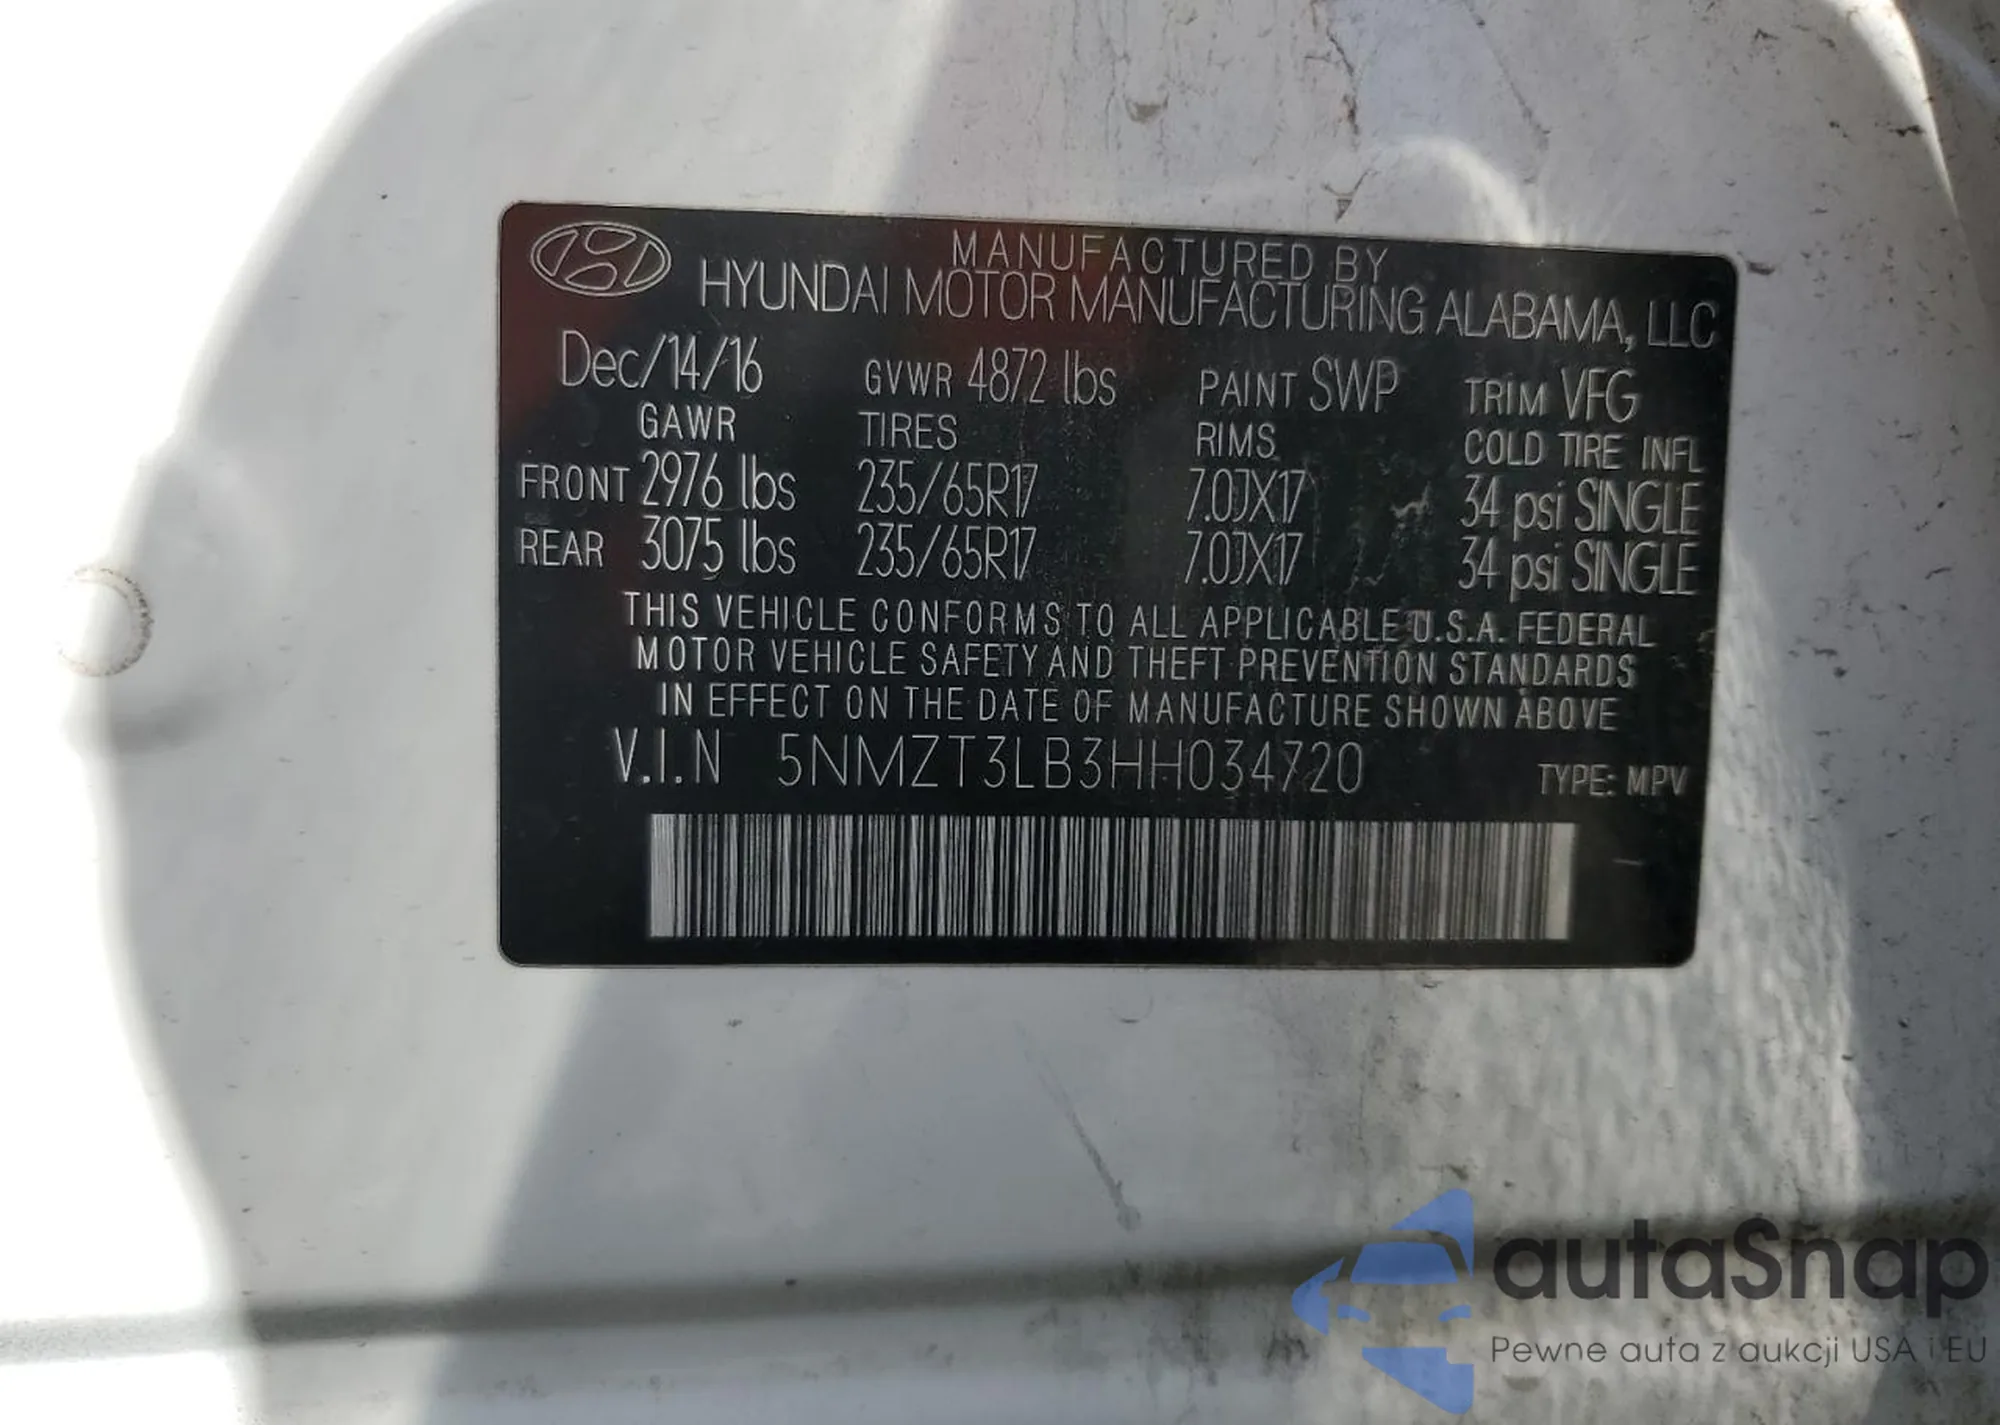 MANUFACTURED BY
HYUNDAI MOTOR MANUFACTURING ALABAMA, LLC
Dec/14/16 GVWR 4872 lbs PAINT SWP TRIM VFG
GAWR TIRES RIMS COLD TIRE INFL
FRONT 2976 lbs 235/65R17 7.0JX17 34 psi SINGLE
REAR 3075 lbs 235/65R17 7.0JX17 34 psi SINGLE
THIS VEHICLE CONFORMS TO ALL APPLICABLE U.S.A. FEDERAL
MOTOR VEHICLE SAFETY AND THEFT PREVENTION STANDARDS
IN EFFECT ON THE DATE OF MANUFACTURE SHOWN ABOVE
V.I.N 5NMZT3LB3HH034720 TYPE: MPV
autaSnap
Pewne auta z aukcji USA i EU